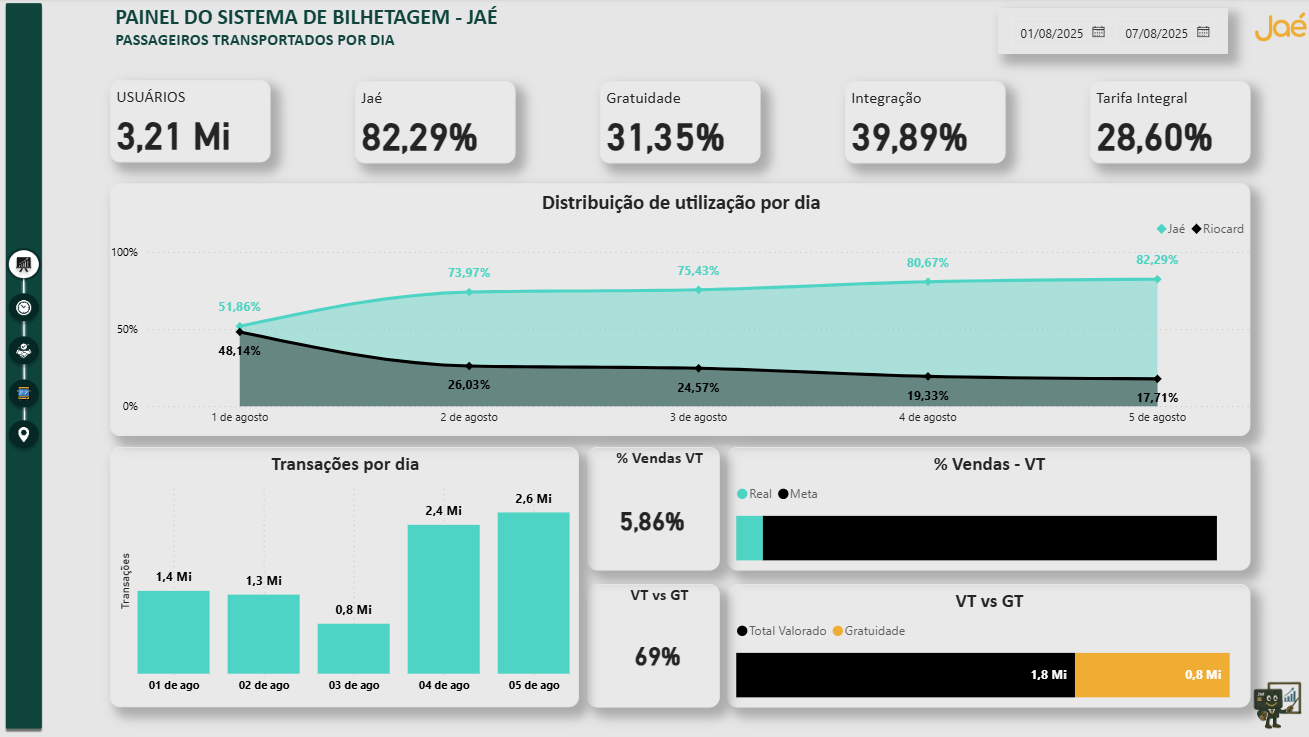 PAINEL DO SISTEMA DE BILHETAGEM - JAÉ
PASSAGEIROS TRANSPORTADOS POR DIA
01/08/2025
07/08/2025
Jaé
USUÁRIOS
3,21 Mi
Jaé
82,29%
Gratuidade
31,35%
Integração
39,89%
Tarifa Integral
28,60%
Distribuição de utilização por dia
Jaé Riocard
100%
50%
0%
51,86%
73,97%
75,43%
80,67%
82,29%
48,14%
26,03%
24,57%
19,33%
17,71%
1 de agosto
2 de agosto
3 de agosto
4 de agosto
5 de agosto
Transações por dia
Transações
1,4 Mi
1,3 Mi
0,8 Mi
2,4 Mi
2,6 Mi
01 de ago
02 de ago
03 de ago
04 de ago
05 de ago
% Vendas VT
5,86%
% Vendas - VT
Real Meta
VT vs GT
69%
VT vs GT
Total Valorado Gratuidade
1,8 Mi
0,8 Mi